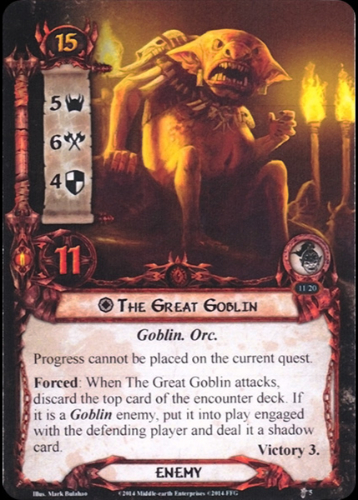 15
5
6
4
11
11/20
The Great Goblin
Goblin. Orc.
Progress cannot be placed on the current quest.
Forced: When The Great Goblin attacks,
discard the top card of the encounter deck. If
it is a Goblin enemy, put it into play engaged
with the defending player and deal it a shadow
card.
Victory 3.
ENEMY
Illus. Mark Bulahao
©2014 Middle-earth Enterprises ©2014 FFG
5